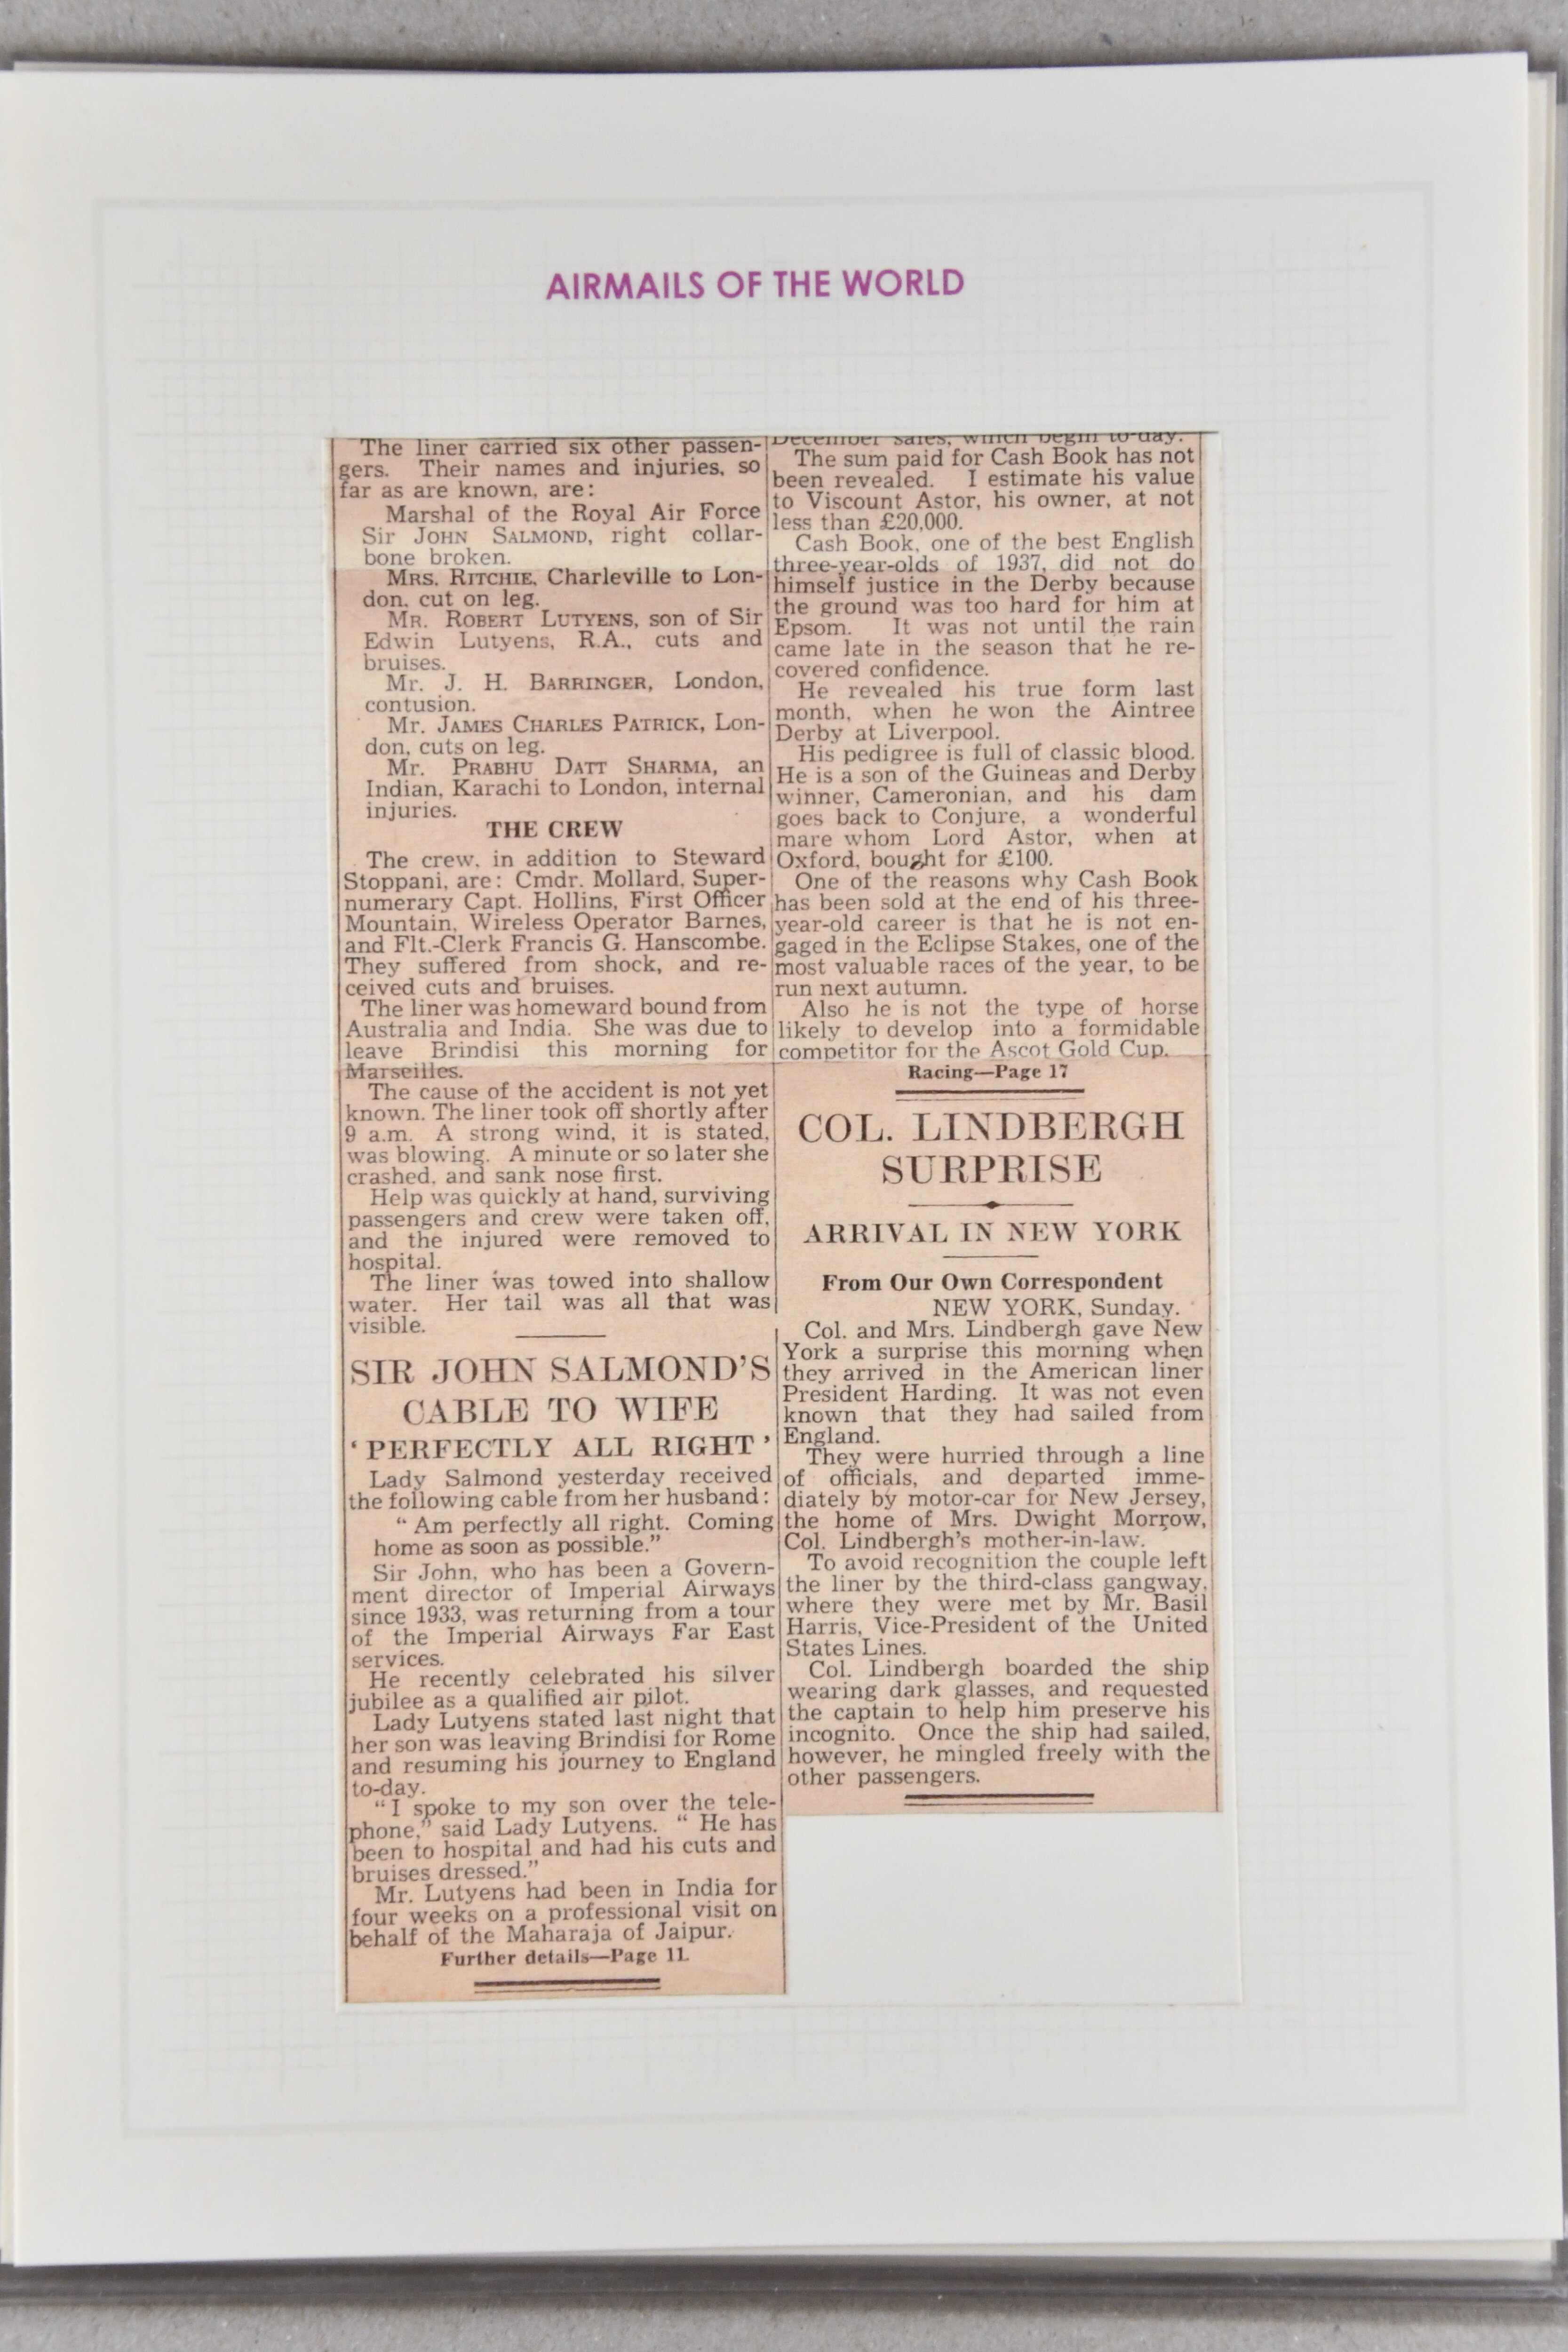 AIRMAILS OF THE WORLD
The liner carried six other passen-
gers. Their names and injuries, so
far as are known, are:
Marshal of the Royal Air Force
Sir JOHN SALMOND, right collar-
bone broken.
MRS. RITCHIE, Charleville to Lon-
don, cut on leg.
MR. ROBERT LUTYENS, son of Sir
Edwin Lutyens, R.A., cuts and
bruises.
Mr. J. H. BARRINGER, London,
contusion.
Mr. JAMES CHARLES PATRICK, Lon-
don, cuts on leg.
Mr. PRABHU DATT SHARMA, an
Indian, Karachi to London, internal
injuries.
THE CREW
The crew, in addition to Steward
Stoppani, are: Cmdr. Mollard, Super-
numerary Capt. Hollins, First Officer
Mountain, Wireless Operator Barnes,
and Flt.-Clerk Francis G. Hanscombe.
They suffered from shock, and re-
ceived cuts and bruises.
The liner was homeward bound from
Australia and India. She was due to
leave Brindisi this morning for
Marseilles.
The cause of the accident is not yet
known. The liner took off shortly after
9 a.m. A strong wind, it is stated,
was blowing. A minute or so later she
crashed, and sank nose first.
Help was quickly at hand, surviving
passengers and crew were taken off,
and the injured were removed to
hospital.
The liner was towed into shallow
water. Her tail was all that was
visible.
SIR JOHN SALMOND'S
CABLE TO WIFE
'PERFECTLY ALL RIGHT'
Lady Salmond yesterday received
the following cable from her husband:
"Am perfectly all right. Coming
home as soon as possible."
Sir John, who has been a Govern-
ment director of Imperial Airways
since 1933, was returning from a tour
of the Imperial Airways Far East
services.
He recently celebrated his silver
jubilee as a qualified air pilot.
Lady Lutyens stated last night that
her son was leaving Brindisi for Rome
and resuming his journey to England
to-day.
"I spoke to my son over the tele-
phone," said Lady Lutyens. "He has
been to hospital and had his cuts and
bruises dressed."
Mr. Lutyens had been in India for
four weeks on a professional visit on
behalf of the Maharaja of Jaipur.
Further details—Page 11
December sales, which begin to-day.
The sum paid for Cash Book has not
been revealed. I estimate his value
to Viscount Astor, his owner, at not
less than £20,000.
Cash Book, one of the best English
three-year-olds of 1937, did not do
himself justice in the Derby because
the ground was too hard for him at
Epsom. It was not until the rain
came late in the season that he re-
covered confidence.
He revealed his true form last
month, when he won the Aintree
Derby at Liverpool.
His pedigree is full of classic blood.
He is a son of the Guineas and Derby
winner, Cameronian, and his dam
goes back to Conjure, a wonderful
mare whom Lord Astor, when at
Oxford, bought for £100.
One of the reasons why Cash Book
has been sold at the end of his three-
year-old career is that he is not en-
gaged in the Eclipse Stakes, one of the
most valuable races of the year, to be
run next autumn.
Also he is not the type of horse
likely to develop into a formidable
competitor for the Ascot Gold Cup.
Racing—Page 17
COL. LINDBERGH
SURPRISE
ARRIVAL IN NEW YORK
From Our Own Correspondent
NEW YORK, Sunday.
Col. and Mrs. Lindbergh gave New
York a surprise this morning when
they arrived in the American liner
President Harding. It was not even
known that they had sailed from
England.
They were hurried through a line
of officials, and departed imme-
diately by motor-car for New Jersey,
the home of Mrs. Dwight Morrow,
Col. Lindbergh's mother-in-law.
To avoid recognition the couple left
the liner by the third-class gangway,
where they were met by Mr. Basil
Harris, Vice-President of the United
States Lines.
Col. Lindbergh boarded the ship
wearing dark glasses, and requested
the captain to help him preserve his
incognito. Once the ship had sailed,
however, he mingled freely with the
other passengers.